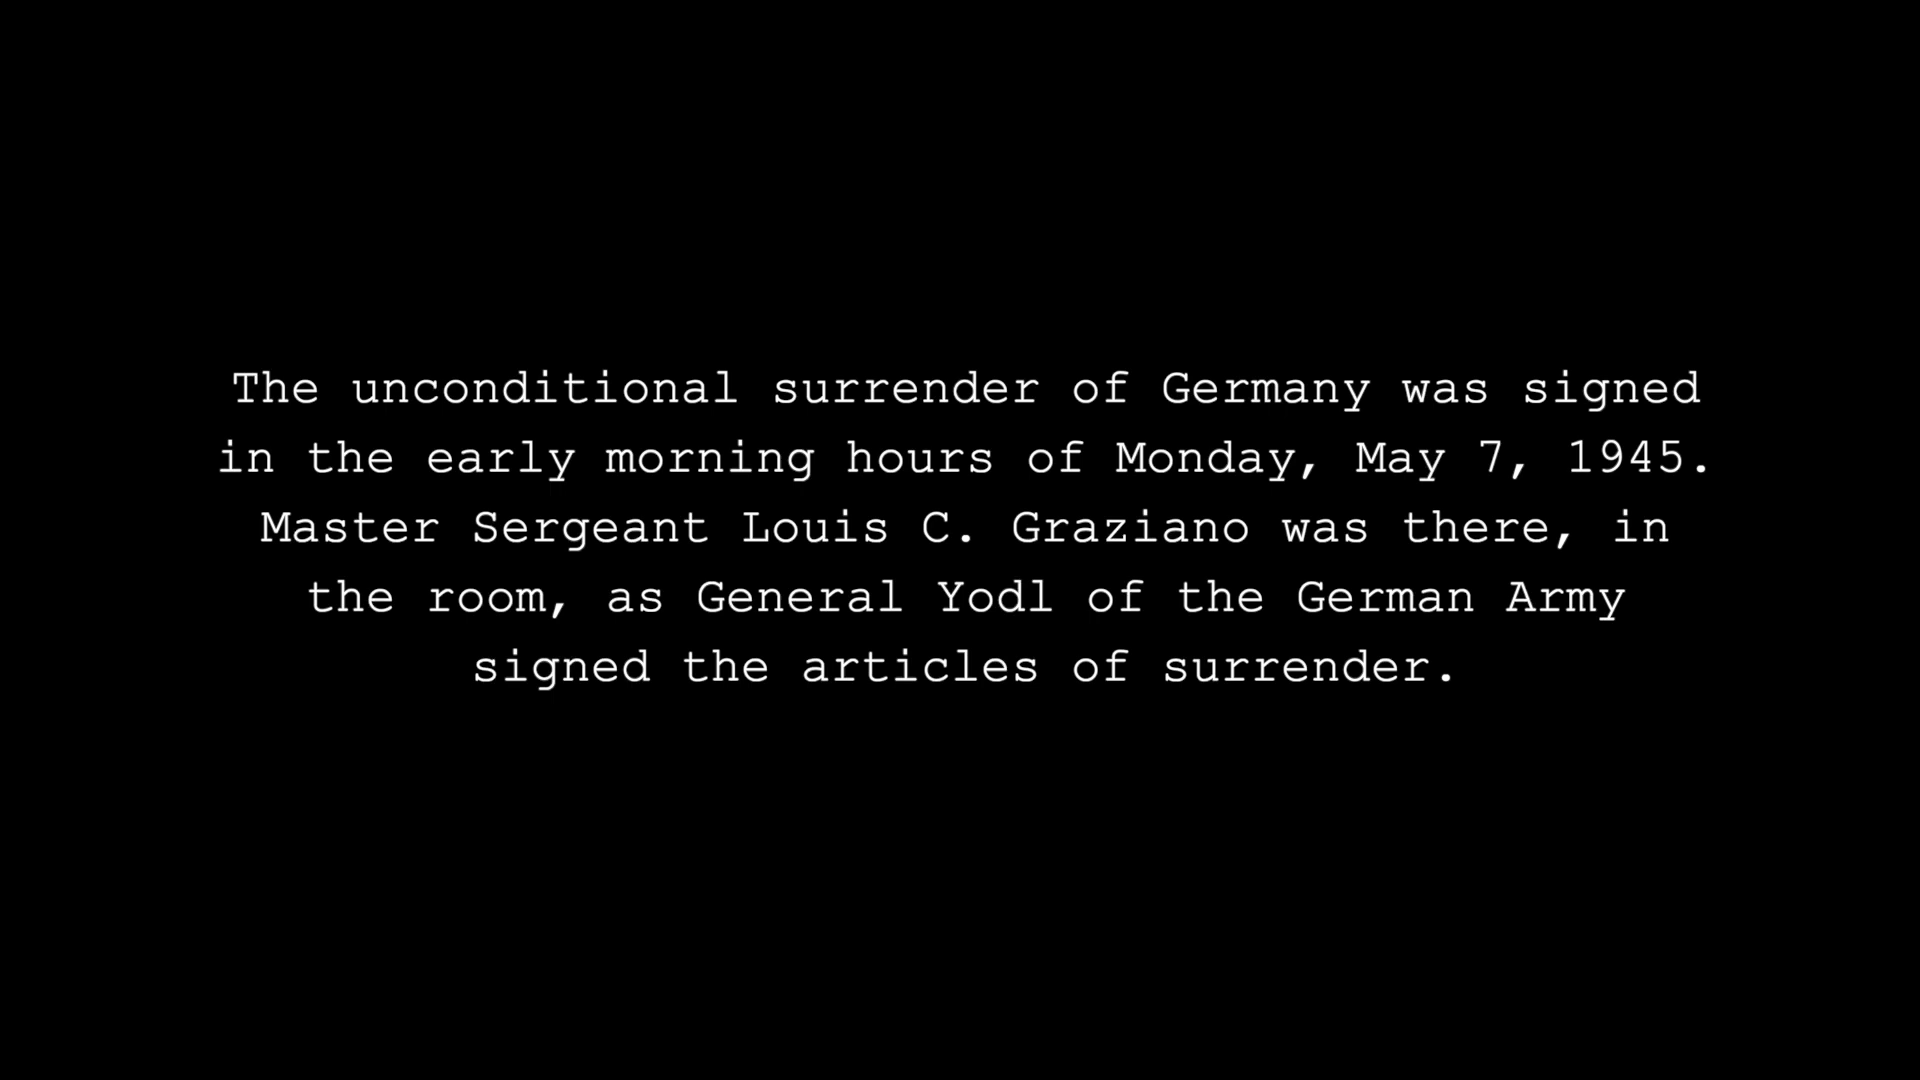 The unconditional surrender of Germany was signed
in the early morning hours of Monday, May 7, 1945.
Master Sergeant Louis C. Graziano was there, in
the room, as General Yodl of the German Army
signed the articles of surrender.